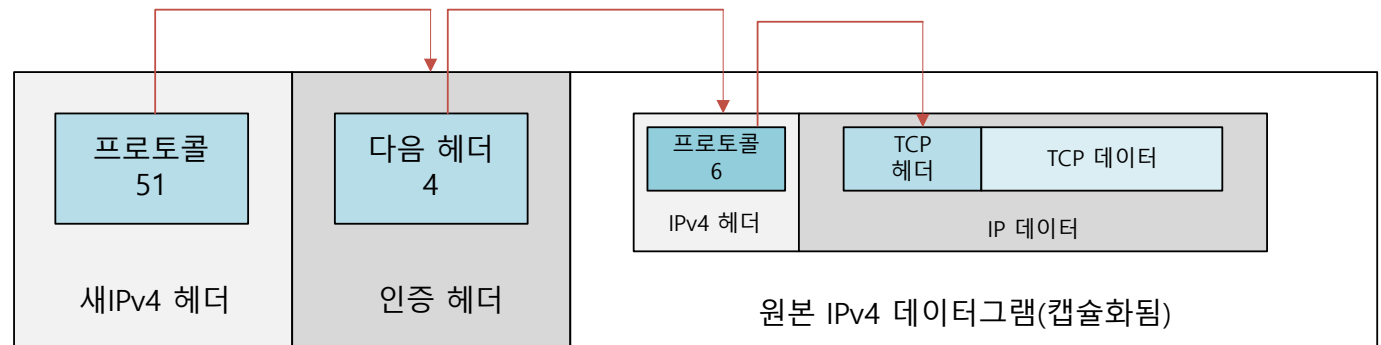 프로토콜
51
새IPv4 헤더
다음 헤더
4
인증 헤더
프로토콜
6
IPv4 헤더
TCP
헤더
TCP 데이터
IP 데이터
원본 IPv4 데이터그램(캡슐화됨)